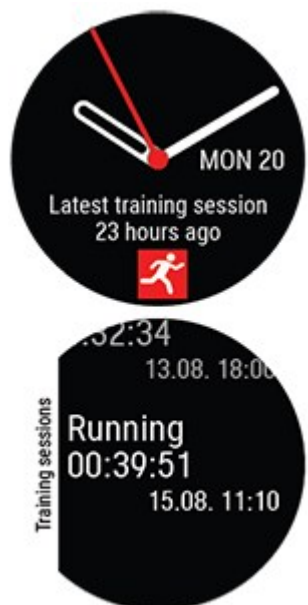 MON 20
Latest training session
23 hours ago
:32:34
13.08. 18:00
Training sessions
Running
00:39:51
15.08. 11:10